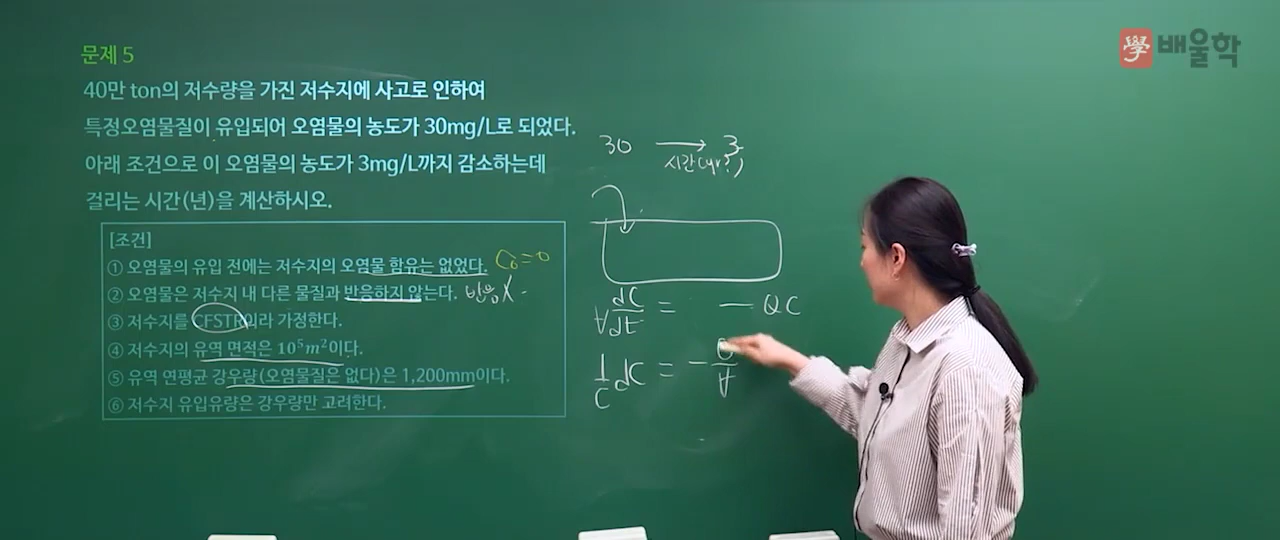 문제 5
學 배울학
40만 ton의 저수량을 가진 저수지에 사고로 인하여
특정오염물질이 유입되어 오염물의 농도가 30mg/L로 되었다.
아래 조건으로 이 오염물의 농도가 3mg/L까지 감소하는데
걸리는 시간(년)을 계산하시오.
[조건]
① 오염물의 유입 전에는 저수지의 오염물 함유는 없었다. C₀=0
② 오염물은 저수지 내 다른 물질과 반응하지 않는다. 반응X
③ 저수지를 CFSTR이라 가정한다.
④ 저수지의 유역 면적은 10⁵m²이다.
⑤ 유역 연평균 강우량(오염물질은 없다)은 1,200mm이다.
⑥ 저수지 유입유량은 강우량만 고려한다.
30 → 3
시간(yr?)
∀ dC/dt = − QC
1/C dC = − Q/∀